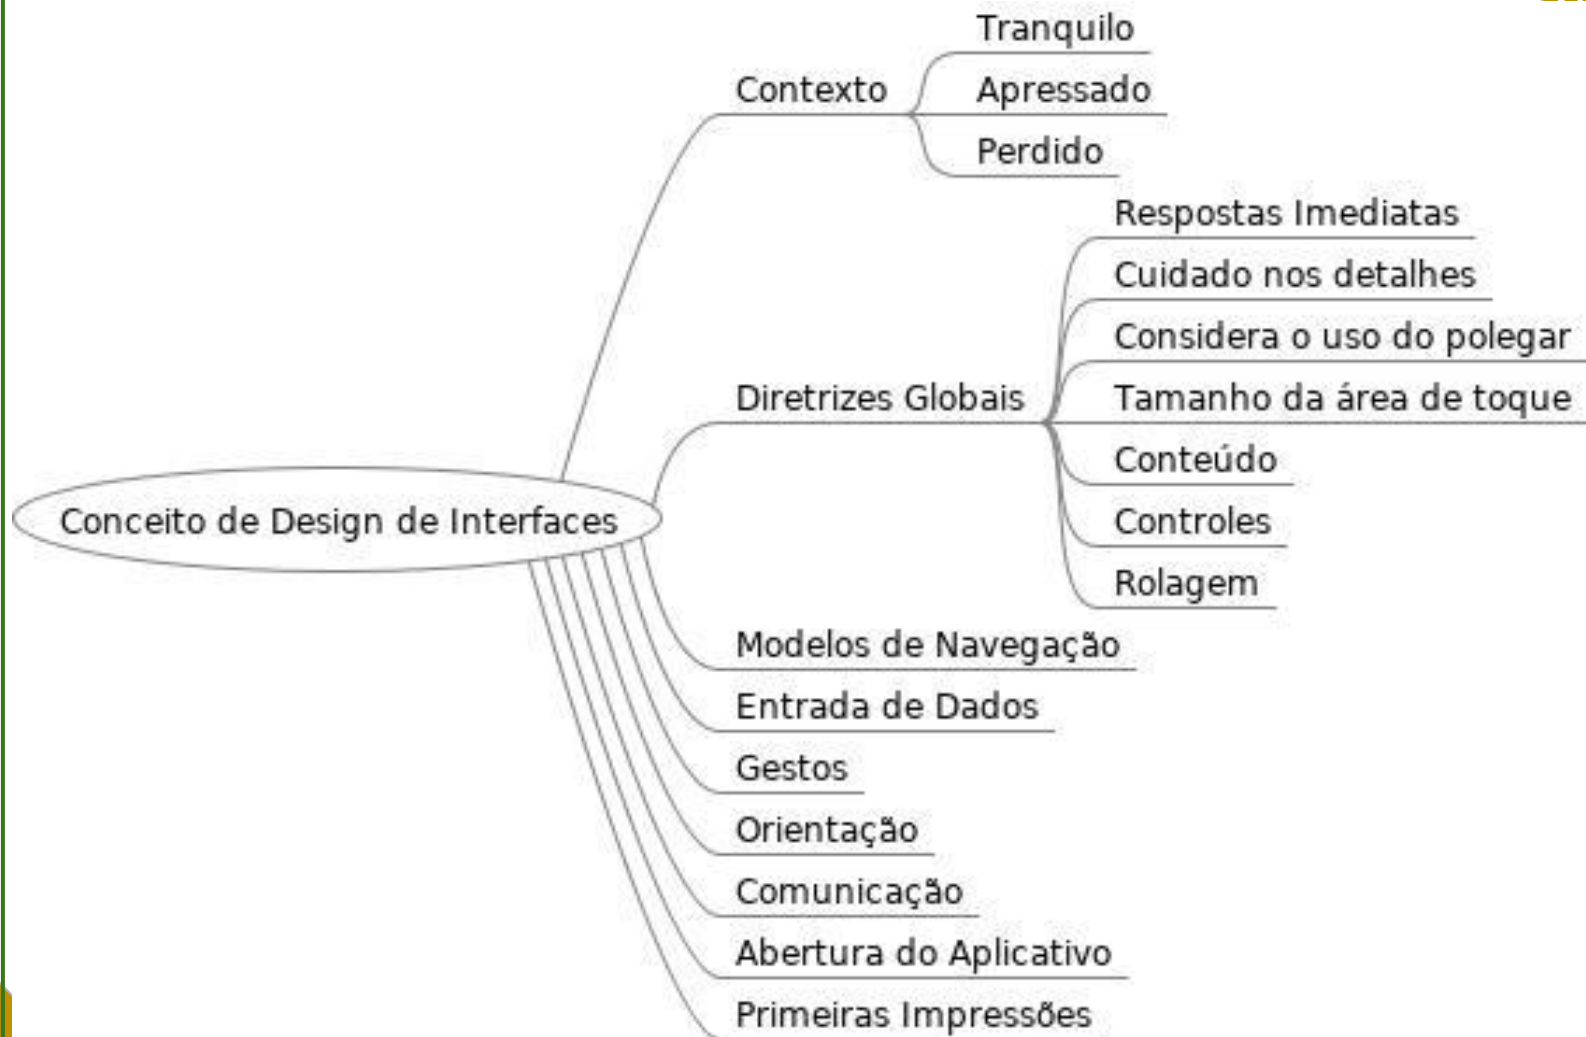 Tranquilo
Contexto
Apressado
Perdido
Respostas Imediatas
Cuidado nos detalhes
Considera o uso do polegar
Diretrizes Globais
Tamanho da área de toque
Conteúdo
Conceito de Design de Interfaces
Controles
Rolagem
Modelos de Navegação
Entrada de Dados
Gestos
Orientação
Comunicação
Abertura do Aplicativo
Primeiras Impressões